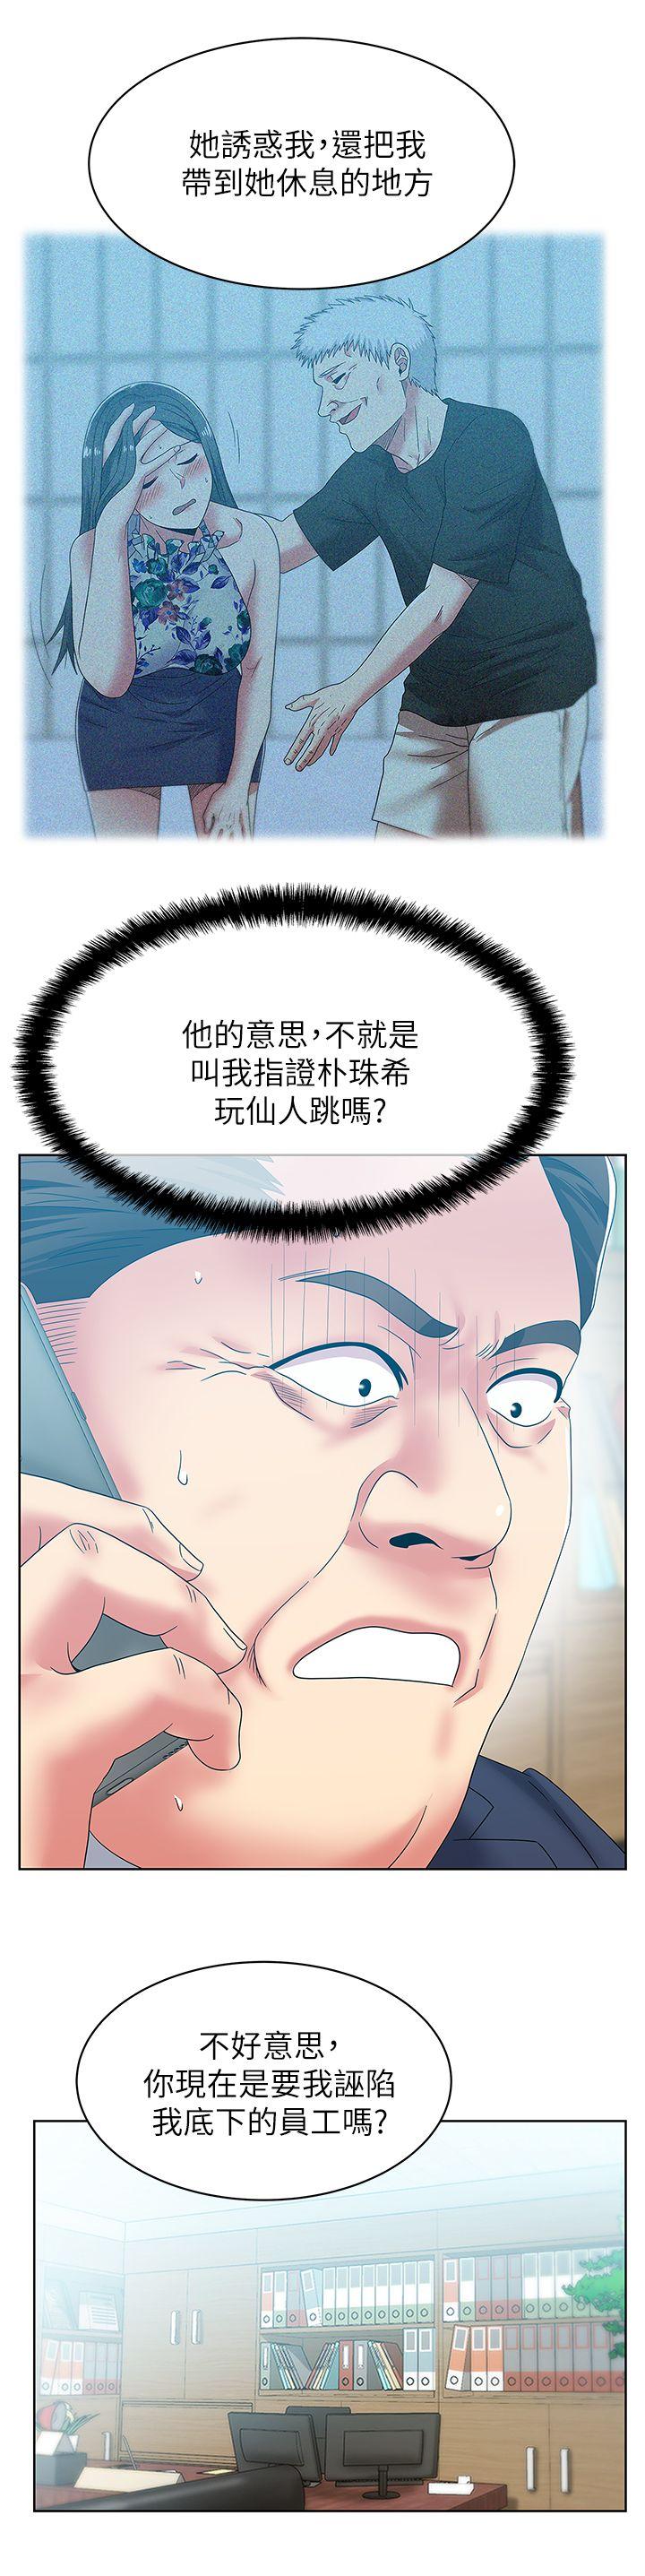 她誘惑我，還把我
帶到她休息的地方
他的意思，不就是
叫我指證朴珠希
玩仙人跳嗎？
不好意思，
你現在是要我誣陷
我底下的員工嗎？